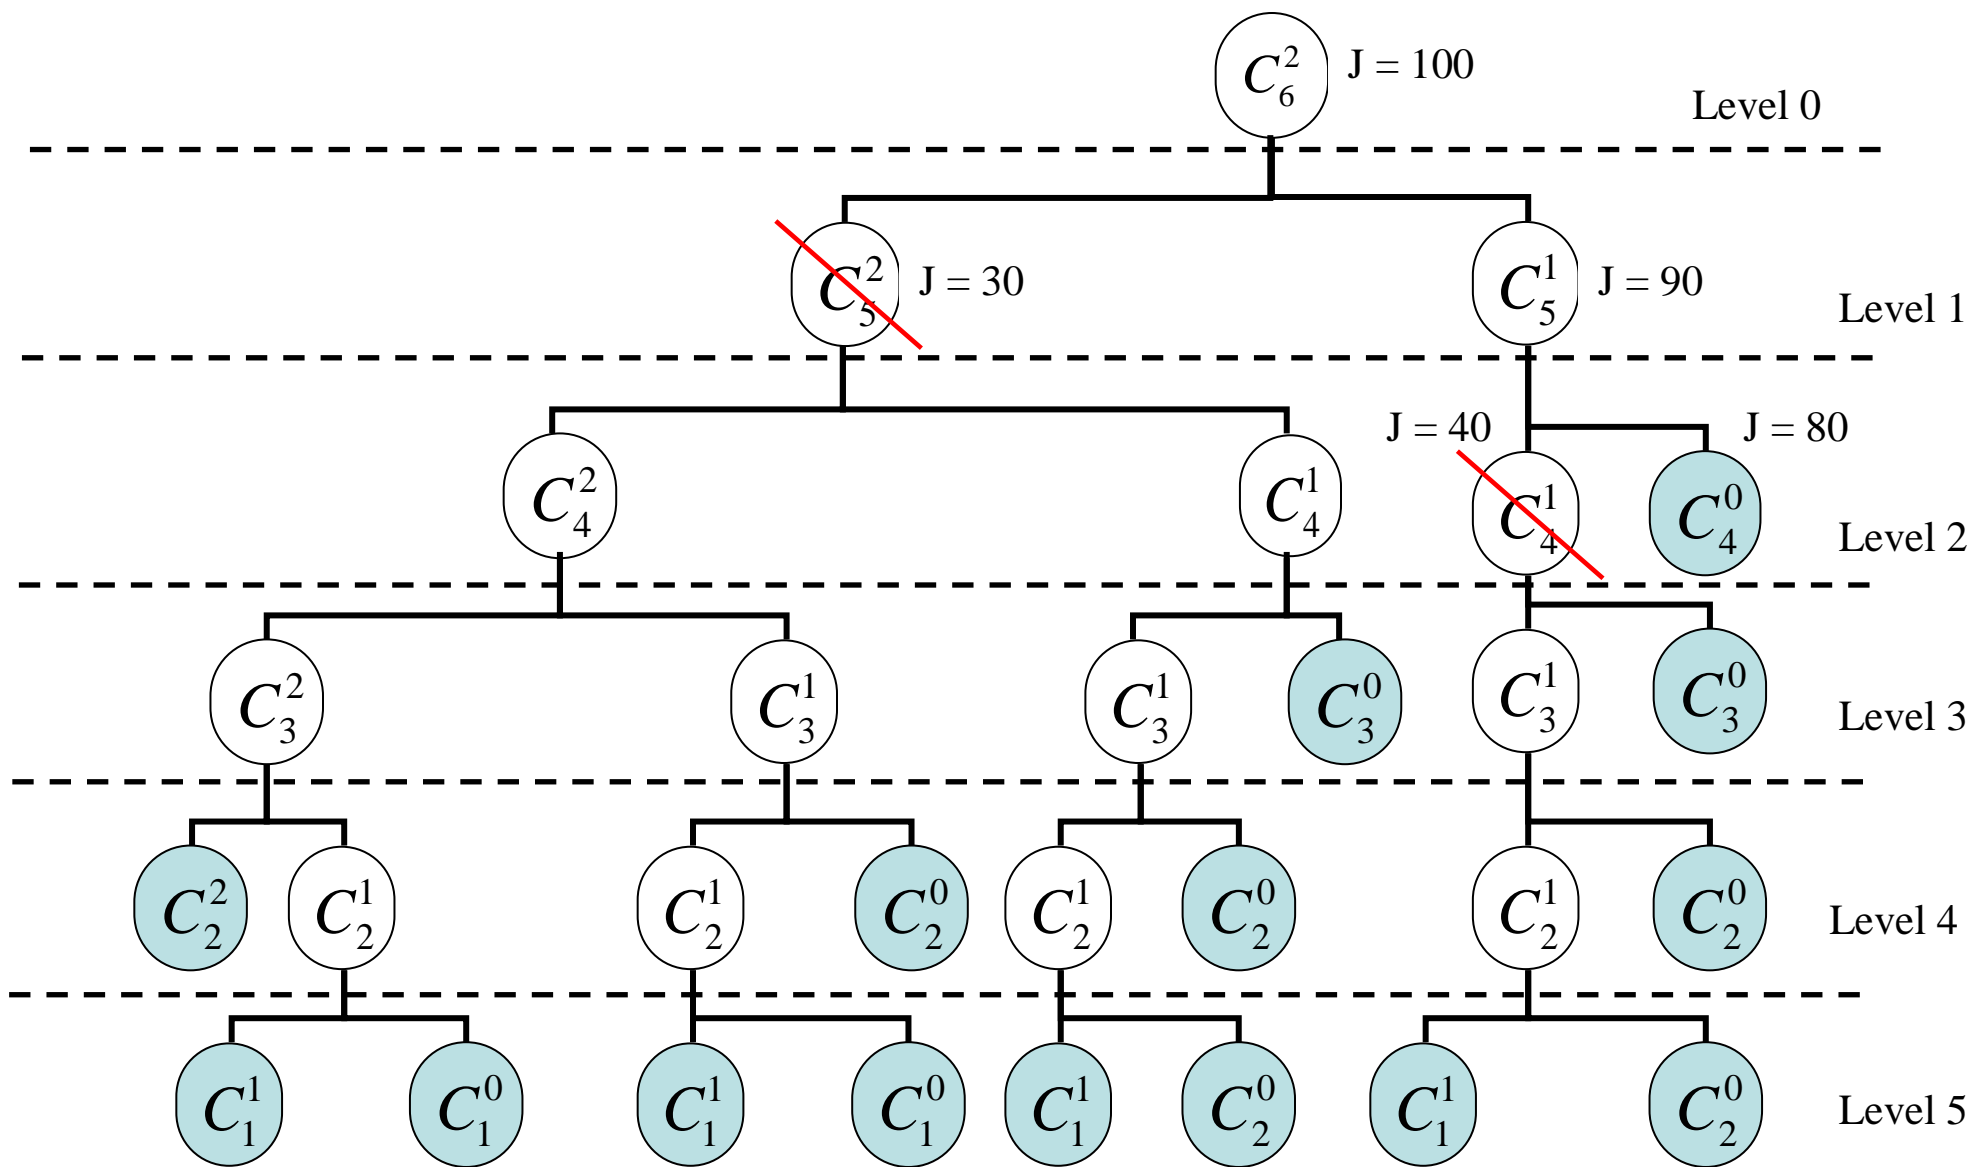 C_6^2 J = 100
Level 0
C_5^2 J = 30 C_5^1 J = 90
Level 1
J = 40 J = 80
C_4^2 C_4^1 C_4^1 C_4^0
Level 2
C_3^2 C_3^1 C_3^1 C_3^0 C_3^1 C_3^0
Level 3
C_2^2 C_2^1 C_2^1 C_2^0 C_2^1 C_2^0 C_2^1 C_2^0
Level 4
C_1^1 C_1^0 C_1^1 C_1^0 C_1^1 C_2^0 C_1^1 C_2^0
Level 5